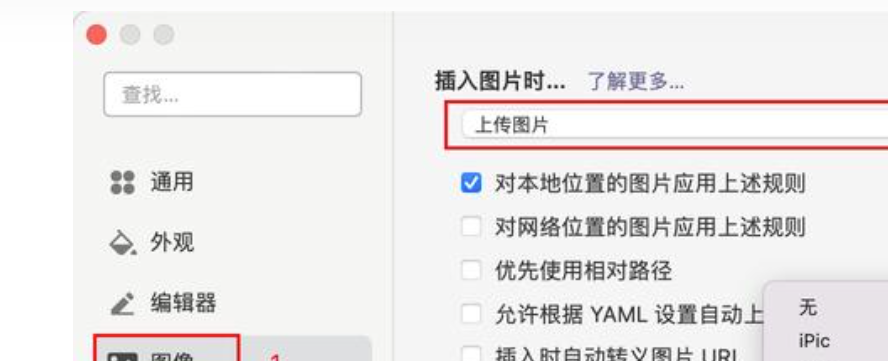 查找...
通用
外观
编辑器
图像
1
插入图片时... 了解更多...
上传图片
对本地位置的图片应用上述规则
对网络位置的图片应用上述规则
优先使用相对路径
允许根据 YAML 设置自动上
插入时自动转义图片 URL
无
iPic